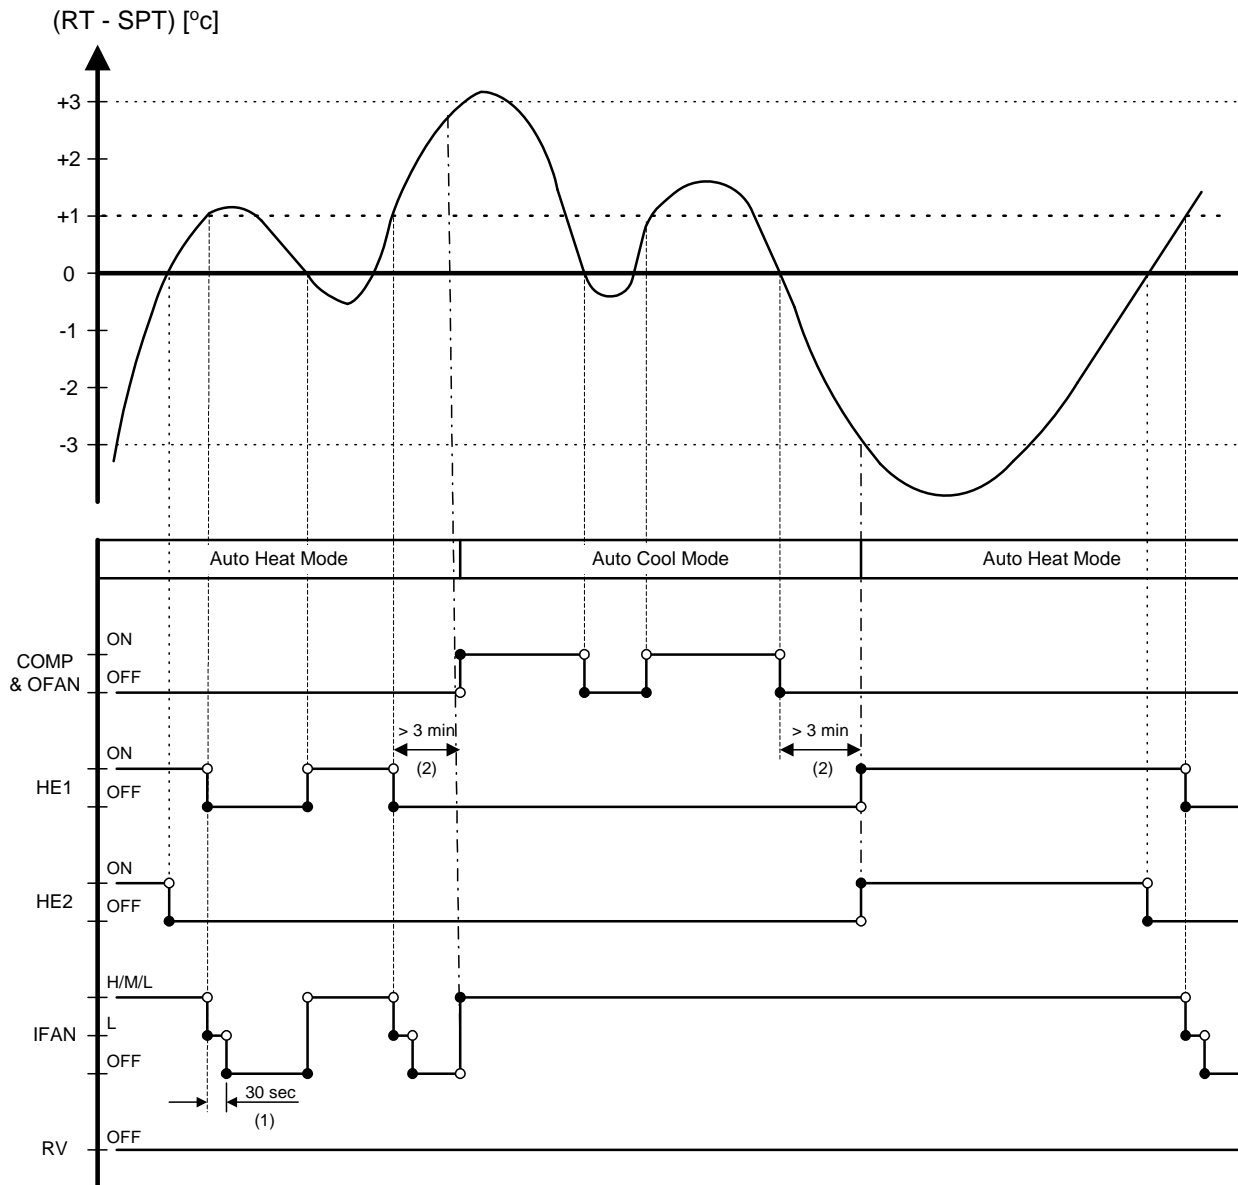 (RT - SPT) [ºc]
+3
+2
+1
0
-1
-2
-3
Auto Heat Mode
Auto Cool Mode
Auto Heat Mode
COMP
& OFAN
ON
OFF
> 3 min
(2)
> 3 min
(2)
HE1
ON
OFF
HE2
ON
OFF
IFAN
H/M/L
L
OFF
30 sec
(1)
RV
OFF